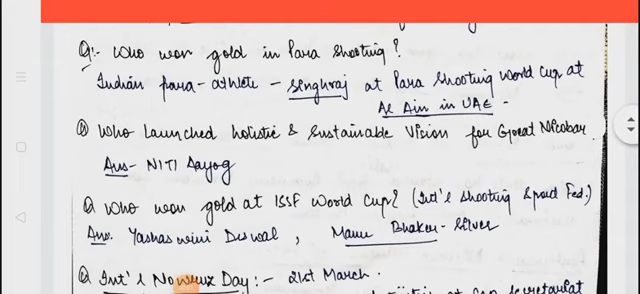 Q:- Who won gold in Para shooting?
Indian para-athlete - Singhraj at Para Shooting World Cup at
Al Ain in UAE -
Q Who Launched holistic & Sustainable Vision for Great Nicobar
Ans- NITI Aayog
Q Who won gold at ISSF World Cup? (Int'l Shooting Sport Fed.)
Ans. Yashaswini Deswal, Manu Bhaker - Silver
Q Int'l Nowruz Day:- 21st March.
at Secretariat